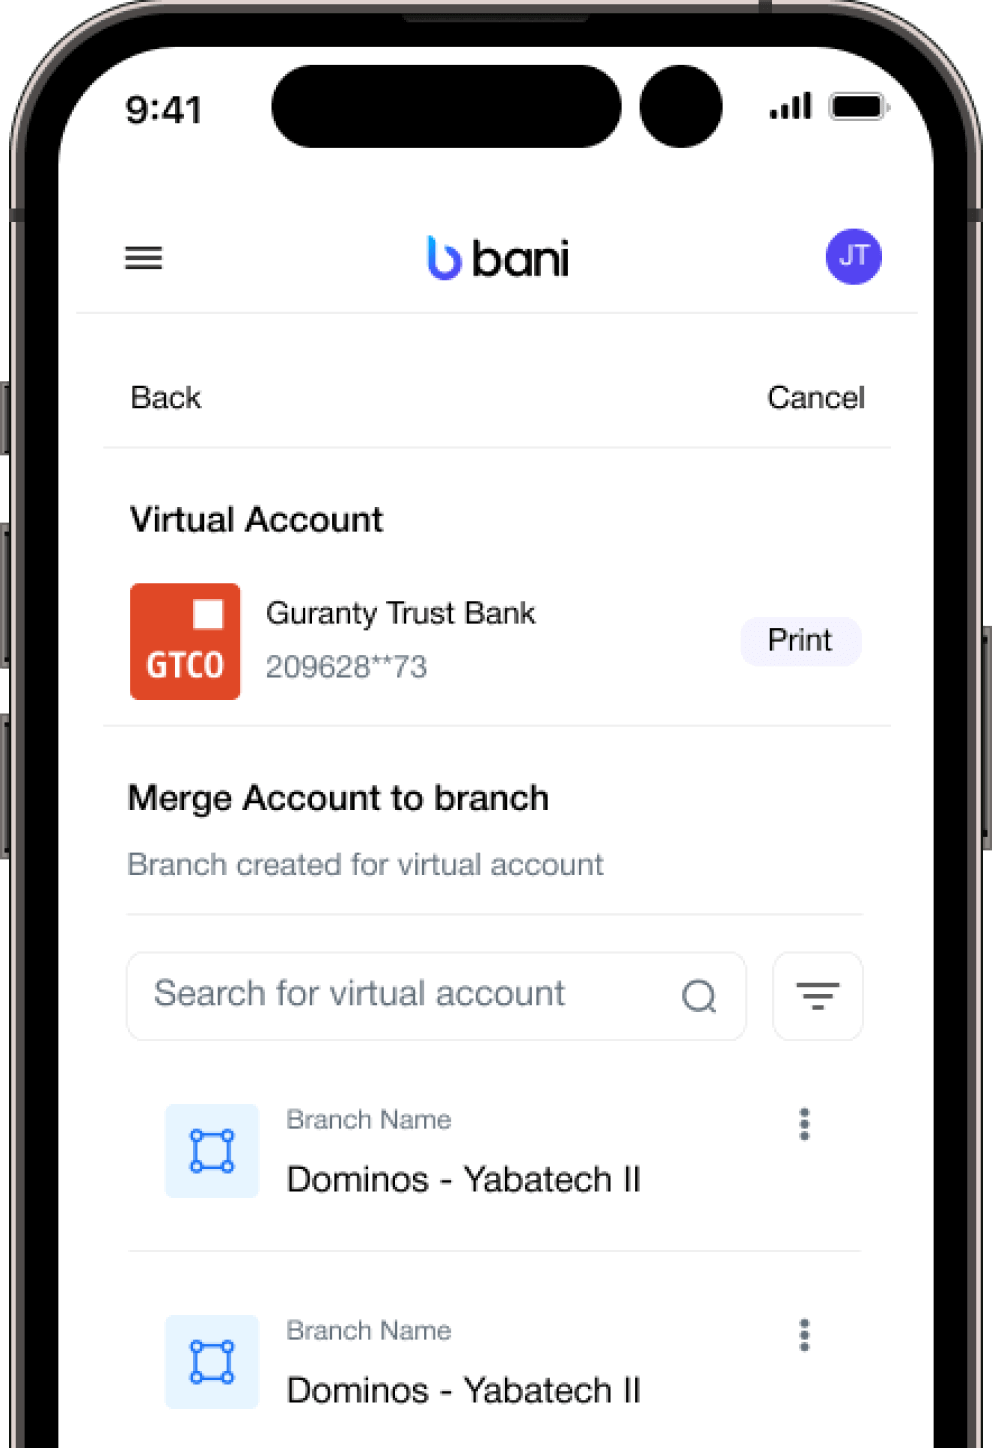 9:41
bani
JT
Back
Cancel
Virtual Account
GTCO
Guranty Trust Bank
209628**73
Print
Merge Account to branch
Branch created for virtual account
Search for virtual account
Branch Name
Dominos - Yabatech II
Branch Name
Dominos - Yabatech II